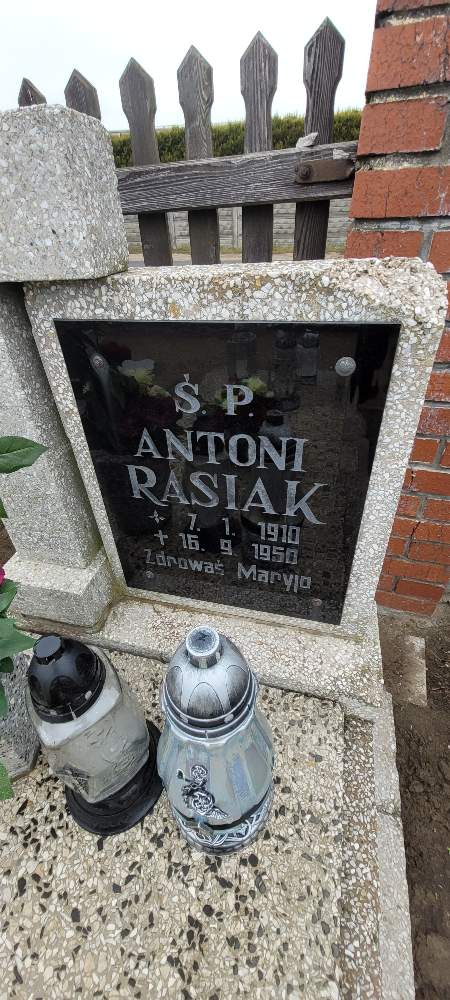 Ś. P.
ANTONI
RASIAK
* 7. 1. 1910
+ 16. 9. 1950
Zdrowaś Maryjo